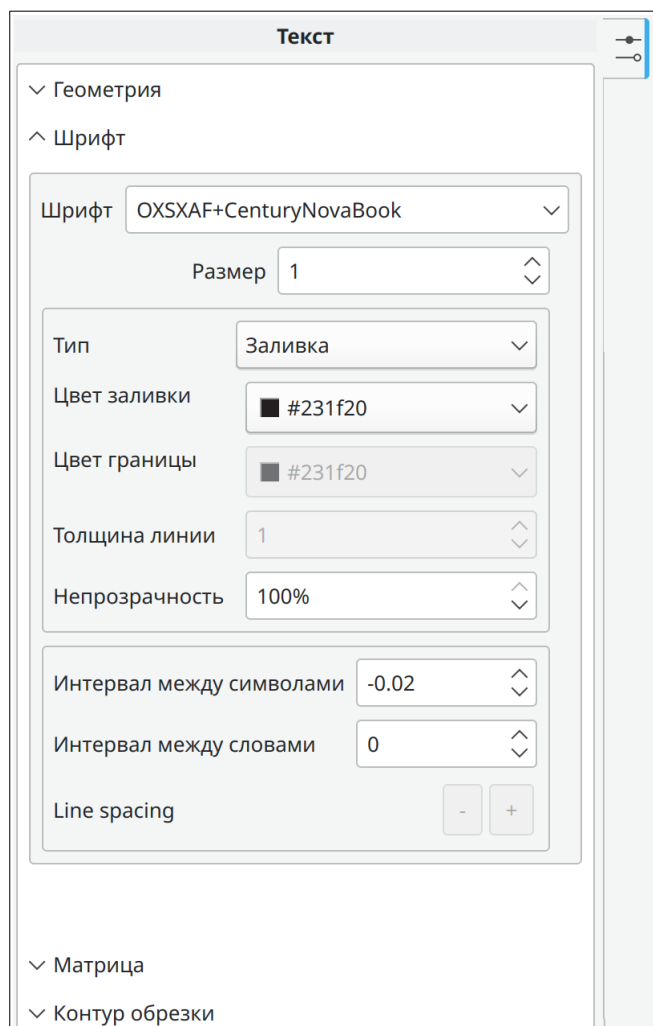 Текст
Геометрия
Шрифт
Шрифт OXSXAF+CenturyNovaBook
Размер 1
Тип Заливка
Цвет заливки #231f20
Цвет границы #231f20
Толщина линии 1
Непрозрачность 100%
Интервал между символами -0.02
Интервал между словами 0
Line spacing - +
Матрица
Контур обрезки